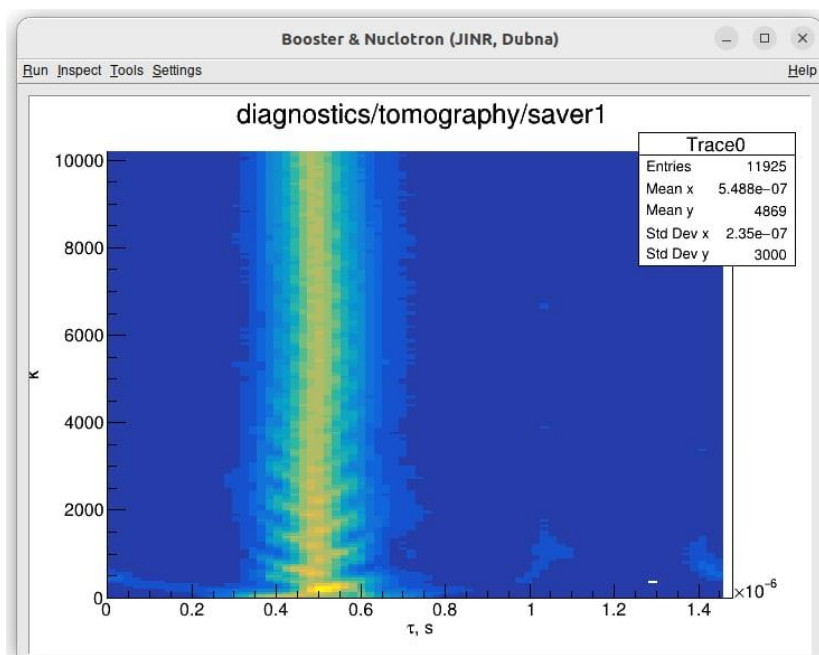 Booster & Nuclotron (JINR, Dubna)
Run Inspect Tools Settings Help
diagnostics/tomography/saver1
Trace0
Entries 11925
Mean x 5.488e−07
Mean y 4869
Std Dev x 2.35e−07
Std Dev y 3000
10000
8000
6000
κ
4000
2000
0
0 0.2 0.4 0.6 0.8 1 1.2 1.4
×10⁻⁶
τ, s